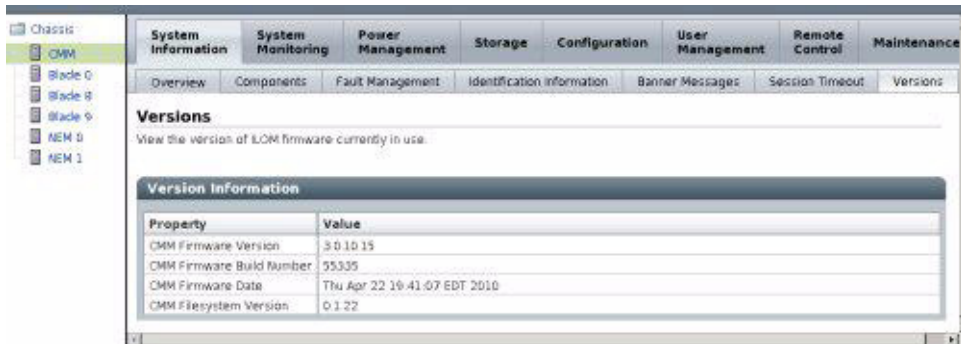 Chassis
CMM
Blade 0
Blade 8
Blade 9
NEM 0
NEM 1
System Information
System Monitoring
Power Management
Storage
Configuration
User Management
Remote Control
Maintenance
Overview
Components
Fault Management
Identification Information
Banner Messages
Session Timeout
Versions
Versions
View the version of ILOM firmware currently in use.
Version Information
Property Value
CMM Firmware Version 3.0.10.15
CMM Firmware Build Number 55335
CMM Firmware Date Thu Apr 22 19:41:07 EDT 2010
CMM Filesystem Version 0.1.22